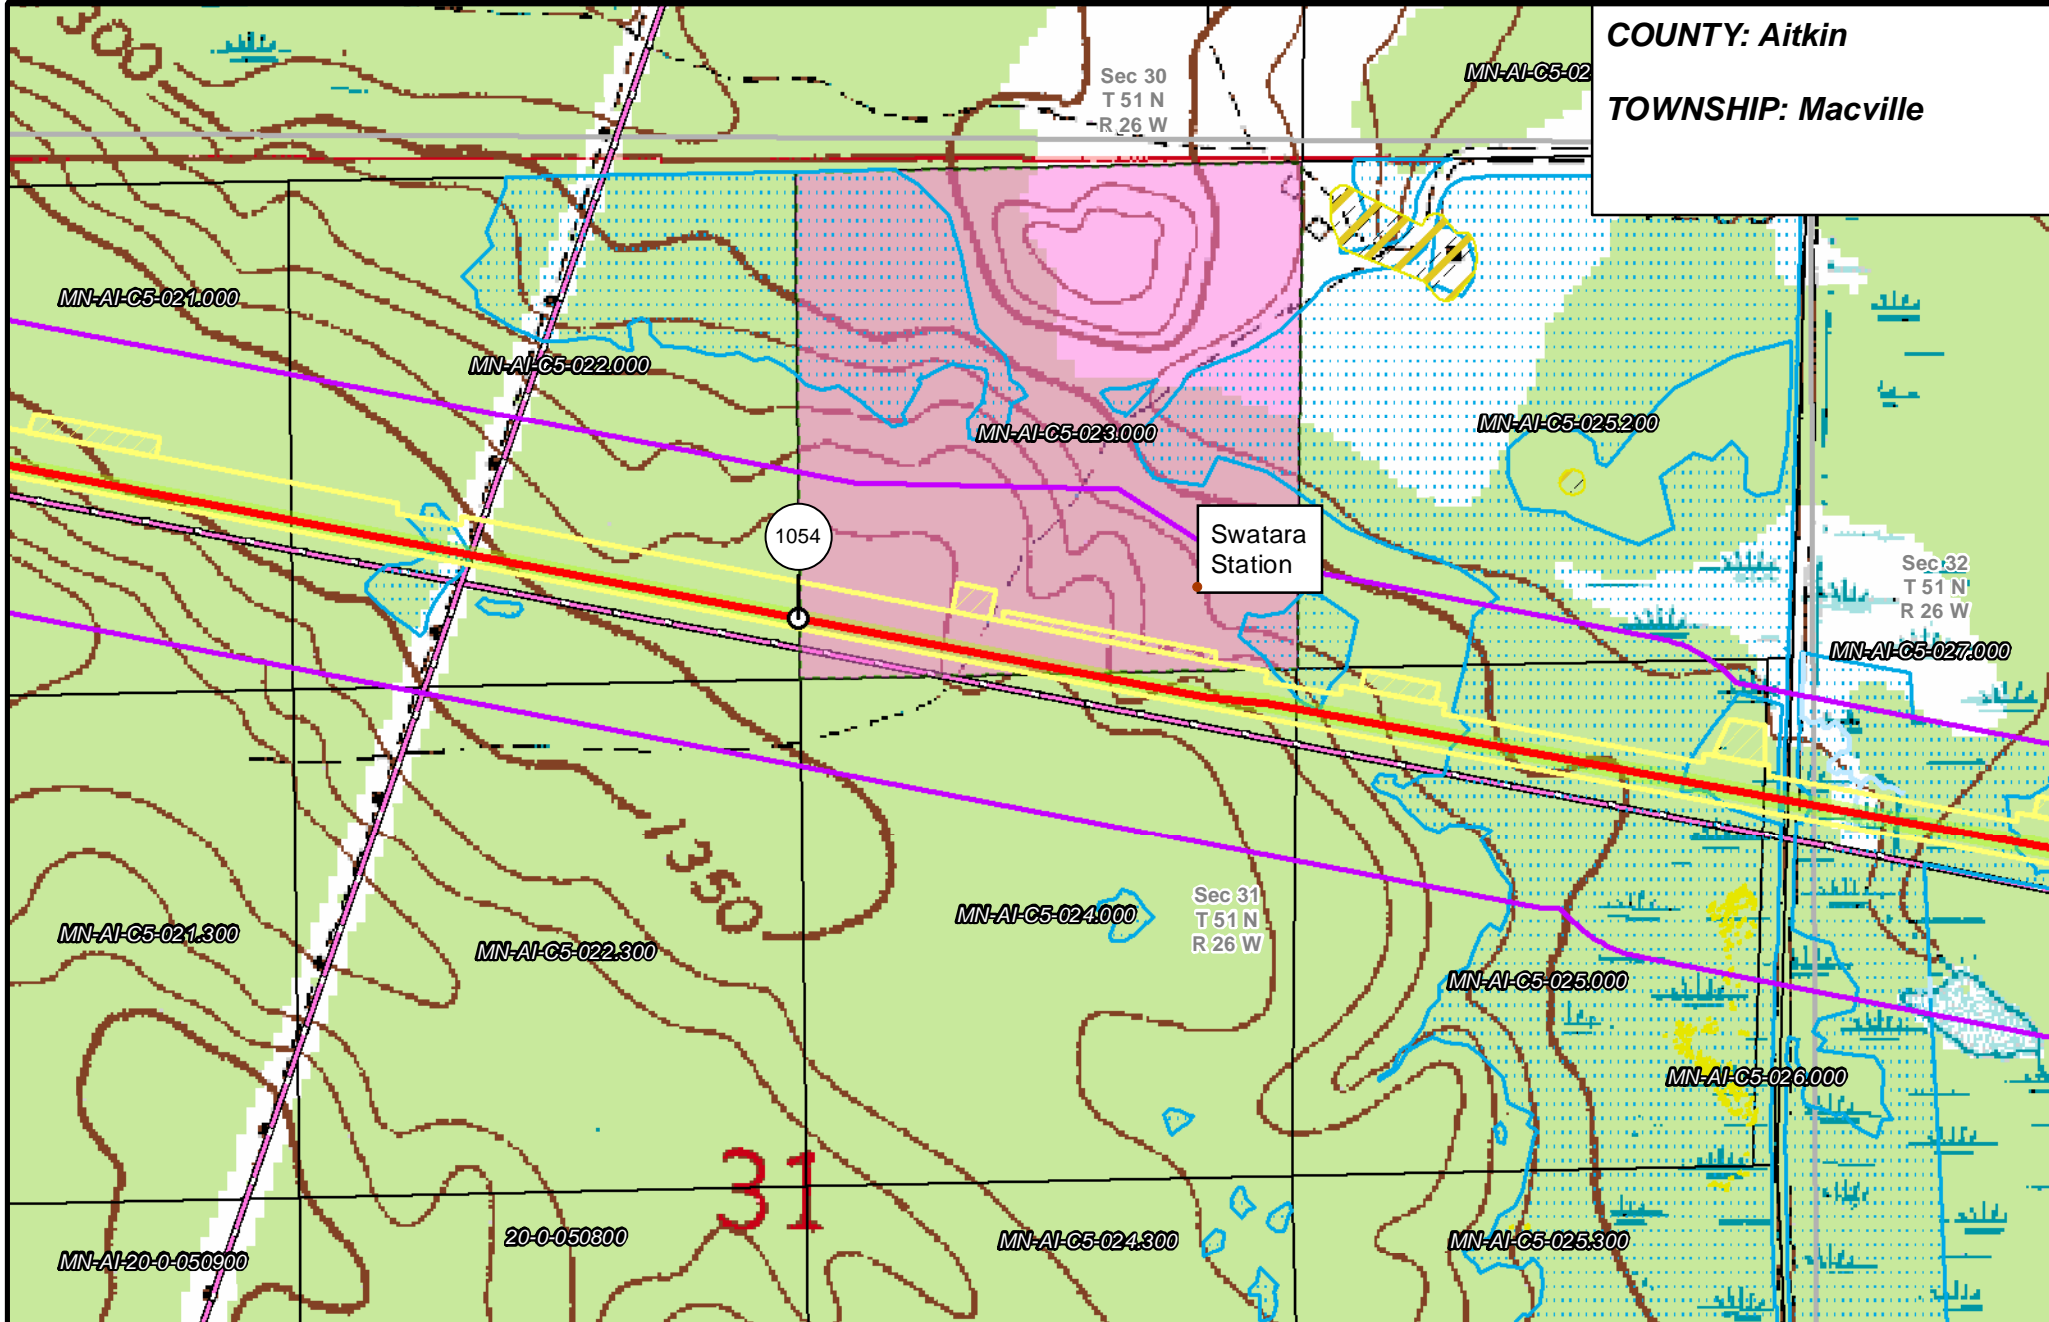 COUNTY: Aitkin
TOWNSHIP: Macville
300
Sec 30
T 51 N
R 26 W
MN-AI-C5-02
MN-AI-C5-021.000
MN-AI-C5-022.000
MN-AI-C5-023.000
MN-AI-C5-025.200
1054
Swatara
Station
Sec 32
T 51 N
R 26 W
MN-AI-C5-027.000
1350
Sec 31
T 51 N
R 26 W
MN-AI-C5-024.000
MN-AI-C5-021.300
MN-AI-C5-022.300
MN-AI-C5-025.000
MN-AI-C5-026.000
31
MN-AI-20-0-050900
20-0-050800
MN-AI-C5-024.300
MN-AI-C5-025.300